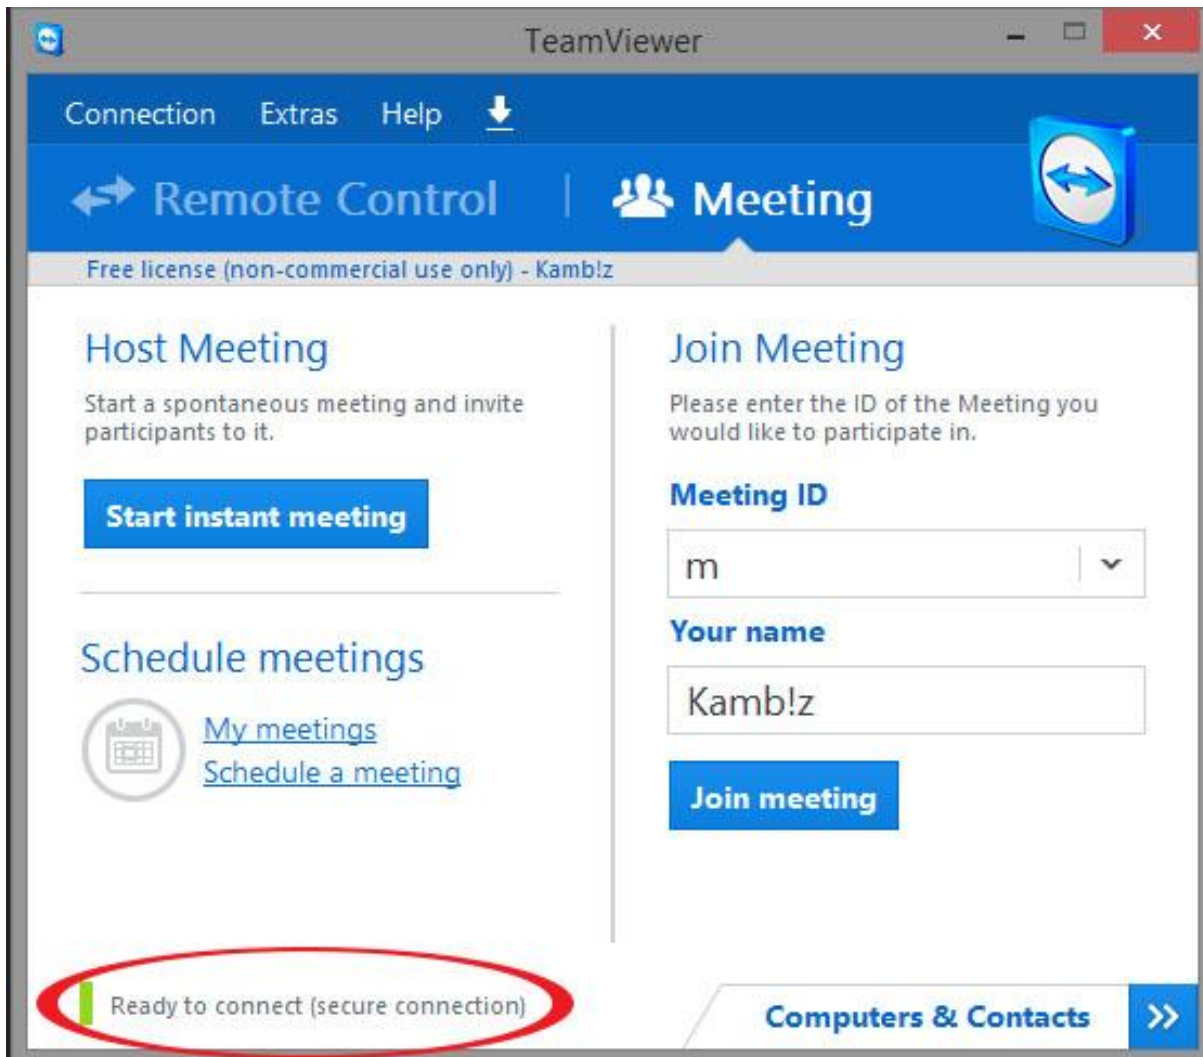 TeamViewer
Connection Extras Help
Remote Control | Meeting
Free license (non-commercial use only) - Kamb!z
Host Meeting
Start a spontaneous meeting and invite
participants to it.
Start instant meeting
Schedule meetings
My meetings
Schedule a meeting
Join Meeting
Please enter the ID of the Meeting you
would like to participate in.
Meeting ID
m
Your name
Kamb!z
Join meeting
Ready to connect (secure connection)
Computers & Contacts